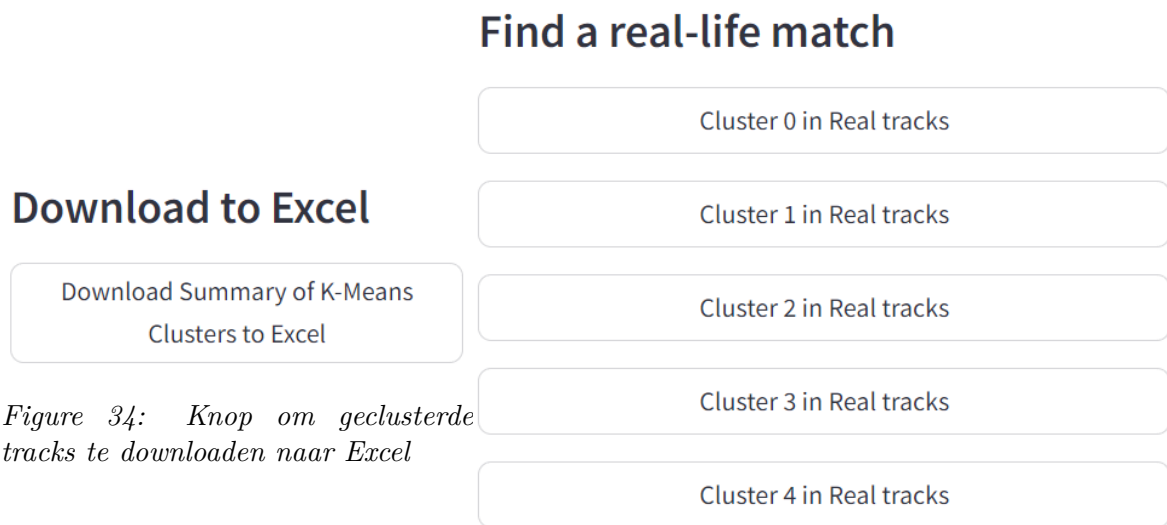 Download to Excel
Download Summary of K-Means
Clusters to Excel
Figure 34: Knop om geclusterde
tracks te downloaden naar Excel
Find a real-life match
Cluster 0 in Real tracks
Cluster 1 in Real tracks
Cluster 2 in Real tracks
Cluster 3 in Real tracks
Cluster 4 in Real tracks